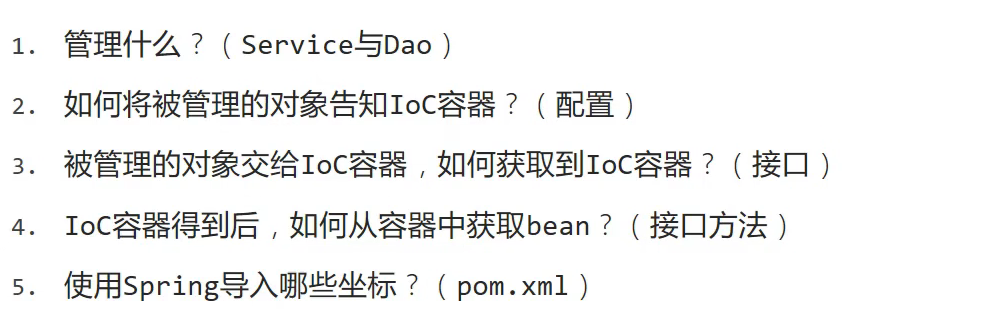 1. 管理什么？（Service与Dao）
2. 如何将被管理的对象告知IoC容器？（配置）
3. 被管理的对象交给IoC容器，如何获取到IoC容器？（接口）
4. IoC容器得到后，如何从容器中获取bean？（接口方法）
5. 使用Spring导入哪些坐标？（pom.xml）